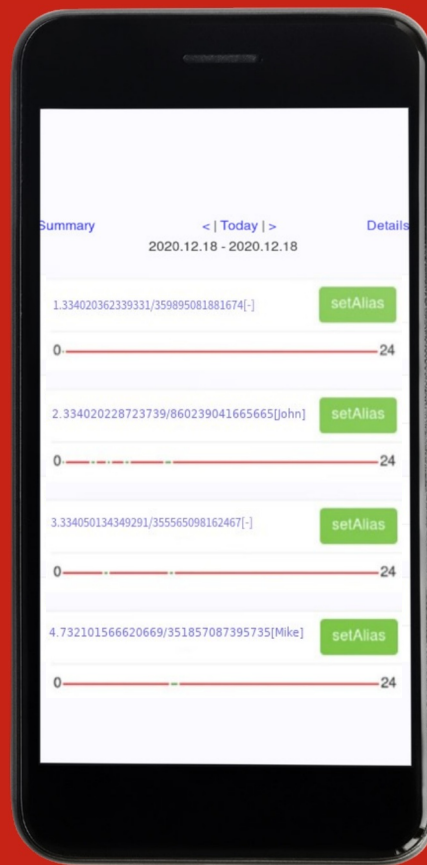 Summary < | Today | > Details
2020.12.18 - 2020.12.18
1.334020362339331/359895081881674[-] setAlias
0 24
2.334020228723739/860239041665665[John] setAlias
0 24
3.334050134349291/355565098162467[-] setAlias
0 24
4.732101566620669/351857087395735[Mike] setAlias
0 24